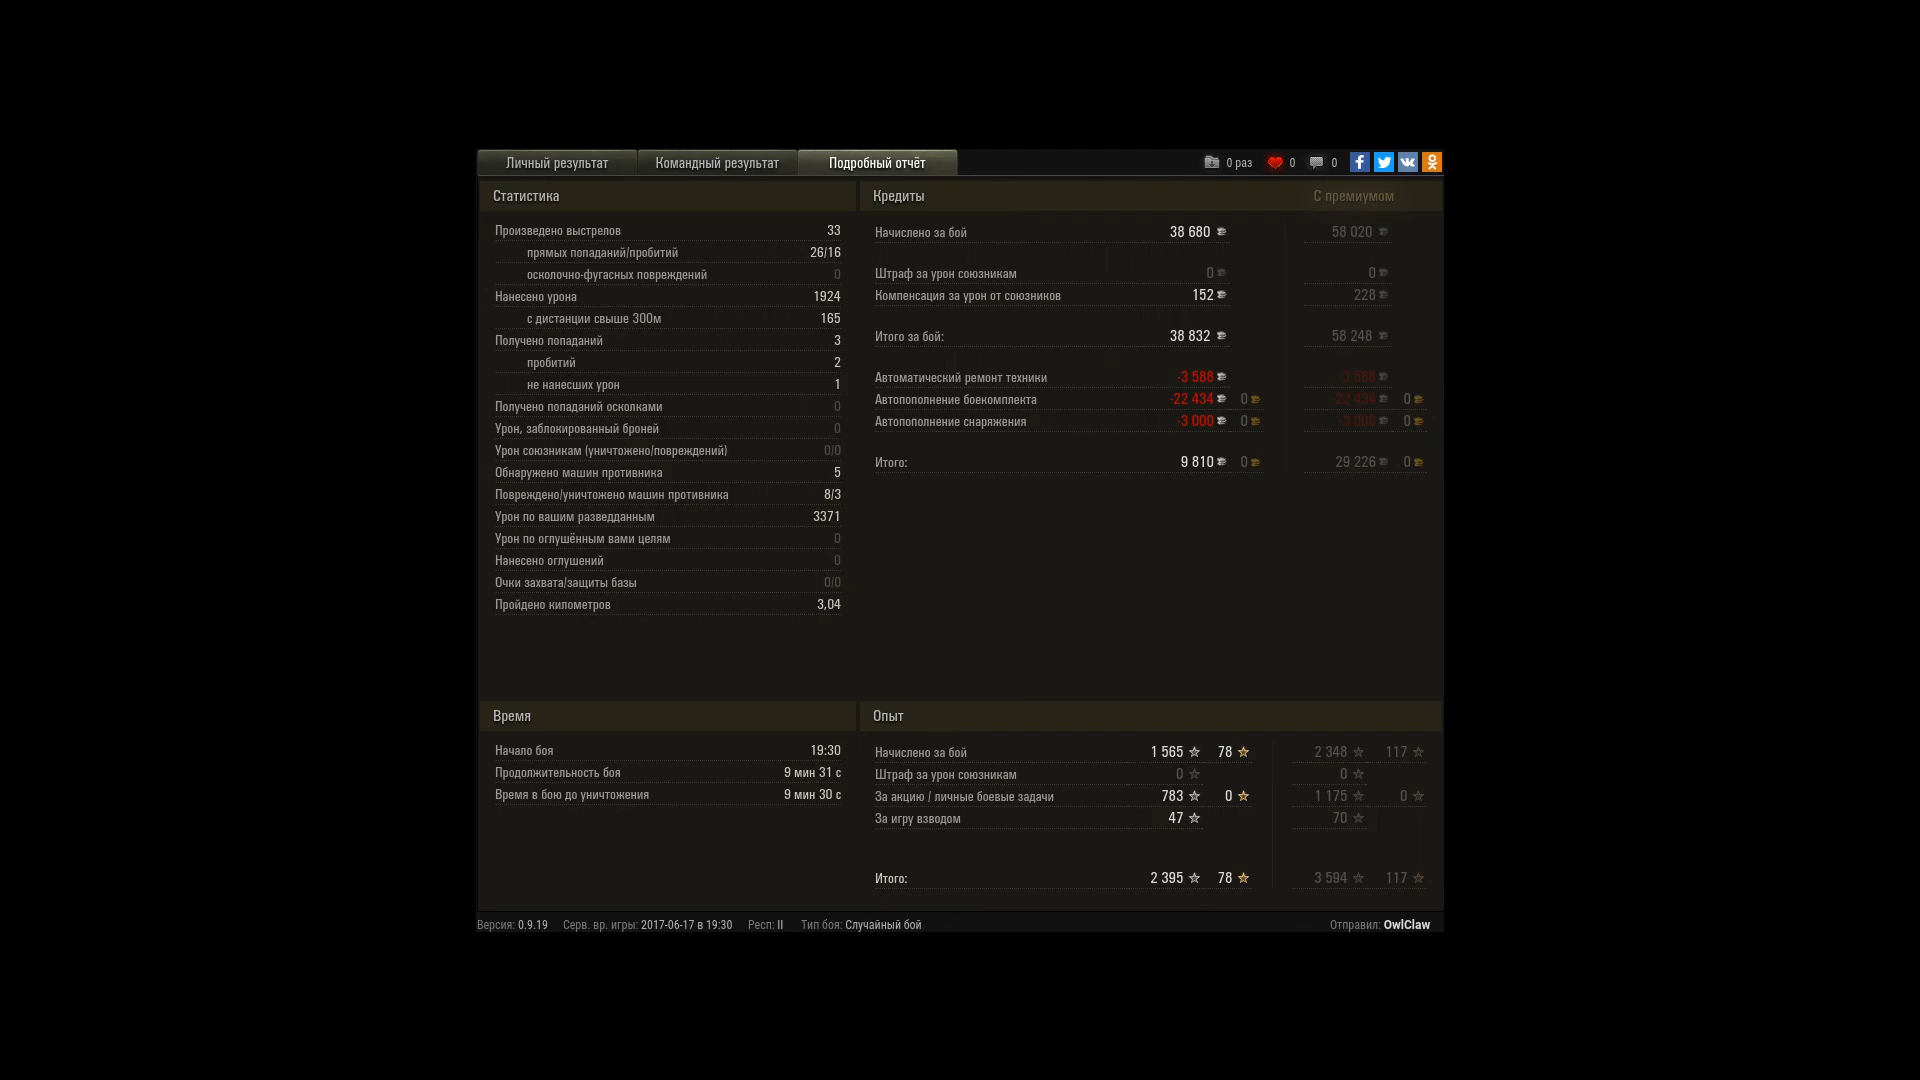 Личный результат Командный результат Подробный отчёт 0 раз 0 0
Статистика
Произведено выстрелов 33
прямых попаданий/пробитий 26/16
осколочно-фугасных повреждений 0
Нанесено урона 1924
с дистанции свыше 300м 165
Получено попаданий 3
пробитий 2
не нанесших урон 1
Получено попаданий осколками 0
Урон, заблокированный броней 0
Урон союзникам (уничтожено/повреждений) 0/0
Обнаружено машин противника 5
Повреждено/уничтожено машин противника 8/3
Урон по вашим разведданным 3371
Урон по оглушённым вами целям 0
Нанесено оглушений 0
Очки захвата/защиты базы 0/0
Пройдено километров 3,04
Кредиты С премиумом
Начислено за бой 38 680 58 020
Штраф за урон союзникам 0 0
Компенсация за урон от союзников 152 228
Итого за бой: 38 832 58 248
Автоматический ремонт техники -3 588 -3 588
Автопополнение боекомплекта -22 434 0 -22 434 0
Автопополнение снаряжения -3 000 0 -3 000 0
Итого: 9 810 0 29 226 0
Время
Начало боя 19:30
Продолжительность боя 9 мин 31 с
Время в бою до уничтожения 9 мин 30 с
Опыт
Начислено за бой 1 565 78 2 348 117
Штраф за урон союзникам 0 0
За акцию / личные боевые задачи 783 0 1 175 0
За игру взводом 47 70
Итого: 2 395 78 3 594 117
Версия: 0.9.19 Серв. вр. игры: 2017-06-17 в 19:30 Респ: II Тип боя: Случайный бой Отправил: OwlClaw